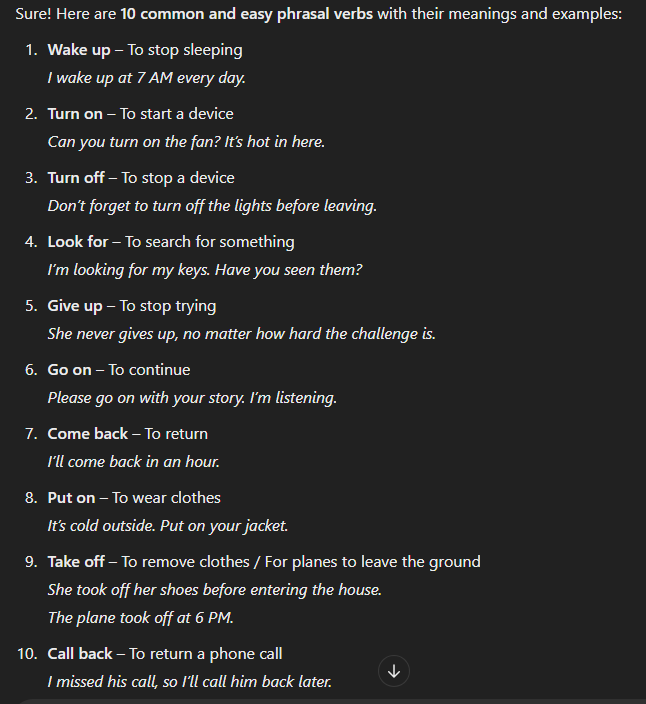 Sure! Here are 10 common and easy phrasal verbs with their meanings and examples:
1. Wake up – To stop sleeping
I wake up at 7 AM every day.
2. Turn on – To start a device
Can you turn on the fan? It's hot in here.
3. Turn off – To stop a device
Don't forget to turn off the lights before leaving.
4. Look for – To search for something
I'm looking for my keys. Have you seen them?
5. Give up – To stop trying
She never gives up, no matter how hard the challenge is.
6. Go on – To continue
Please go on with your story. I'm listening.
7. Come back – To return
I'll come back in an hour.
8. Put on – To wear clothes
It's cold outside. Put on your jacket.
9. Take off – To remove clothes / For planes to leave the ground
She took off her shoes before entering the house.
The plane took off at 6 PM.
10. Call back – To return a phone call
I missed his call, so I'll call him back later.